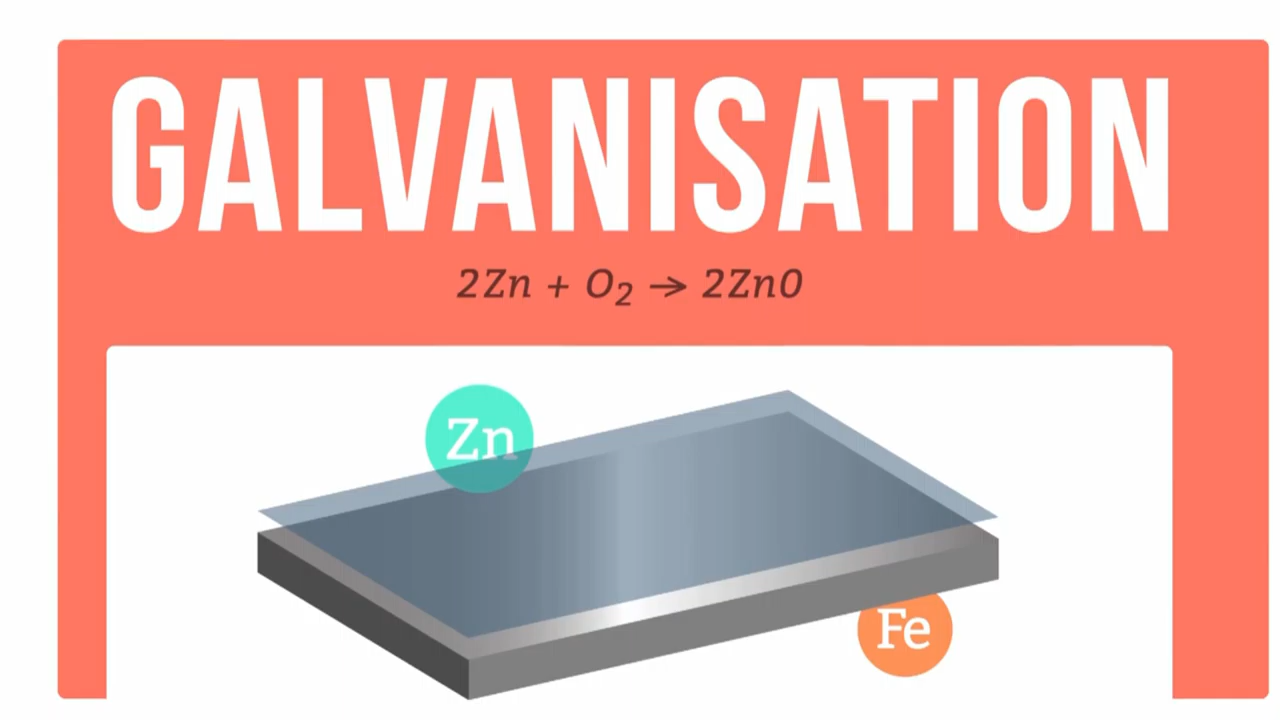 GALVANISATION
2Zn + O₂ → 2ZnO
Zn
Fe